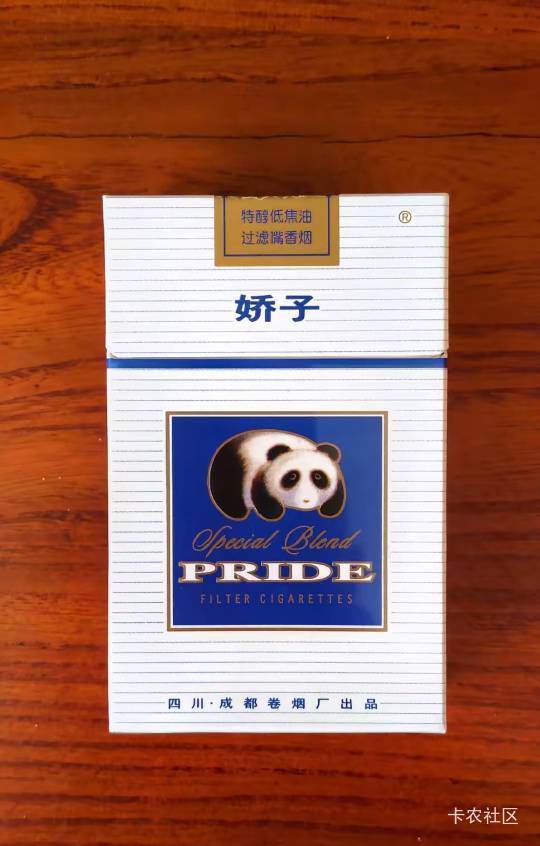 特醇低焦油
过滤嘴香烟
®
娇子
Special Blend
PRIDE
FILTER CIGARETTES
四川·成都卷烟厂出品
卡农社区